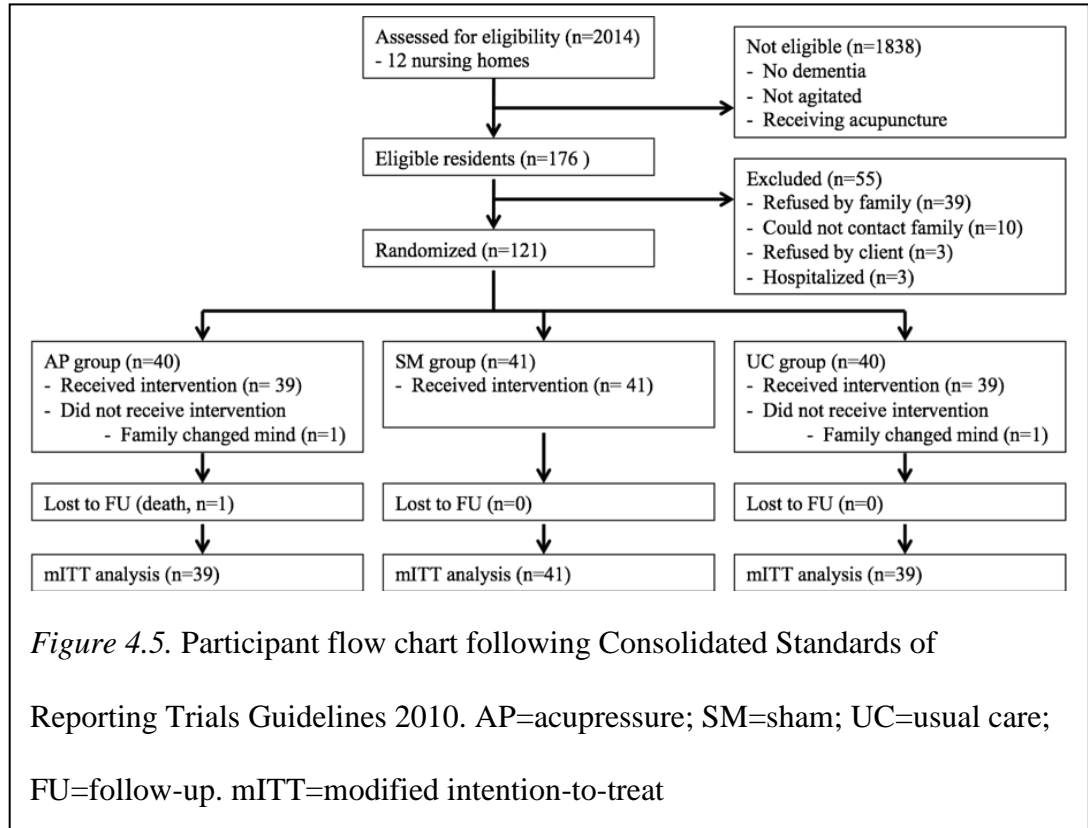 Assessed for eligibility (n=2014)
- 12 nursing homes
Not eligible (n=1838)
- No dementia
- Not agitated
- Receiving acupuncture
Eligible residents (n=176 )
Excluded (n=55)
- Refused by family (n=39)
- Could not contact family (n=10)
- Refused by client (n=3)
- Hospitalized (n=3)
Randomized (n=121)
AP group (n=40)
- Received intervention (n= 39)
- Did not receive intervention
- Family changed mind (n=1)
SM group (n=41)
- Received intervention (n= 41)
UC group (n=40)
- Received intervention (n= 39)
- Did not receive intervention
- Family changed mind (n=1)
Lost to FU (death, n=1)
Lost to FU (n=0)
Lost to FU (n=0)
mITT analysis (n=39)
mITT analysis (n=41)
mITT analysis (n=39)
Figure 4.5. Participant flow chart following Consolidated Standards of
Reporting Trials Guidelines 2010. AP=acupressure; SM=sham; UC=usual care;
FU=follow-up. mITT=modified intention-to-treat